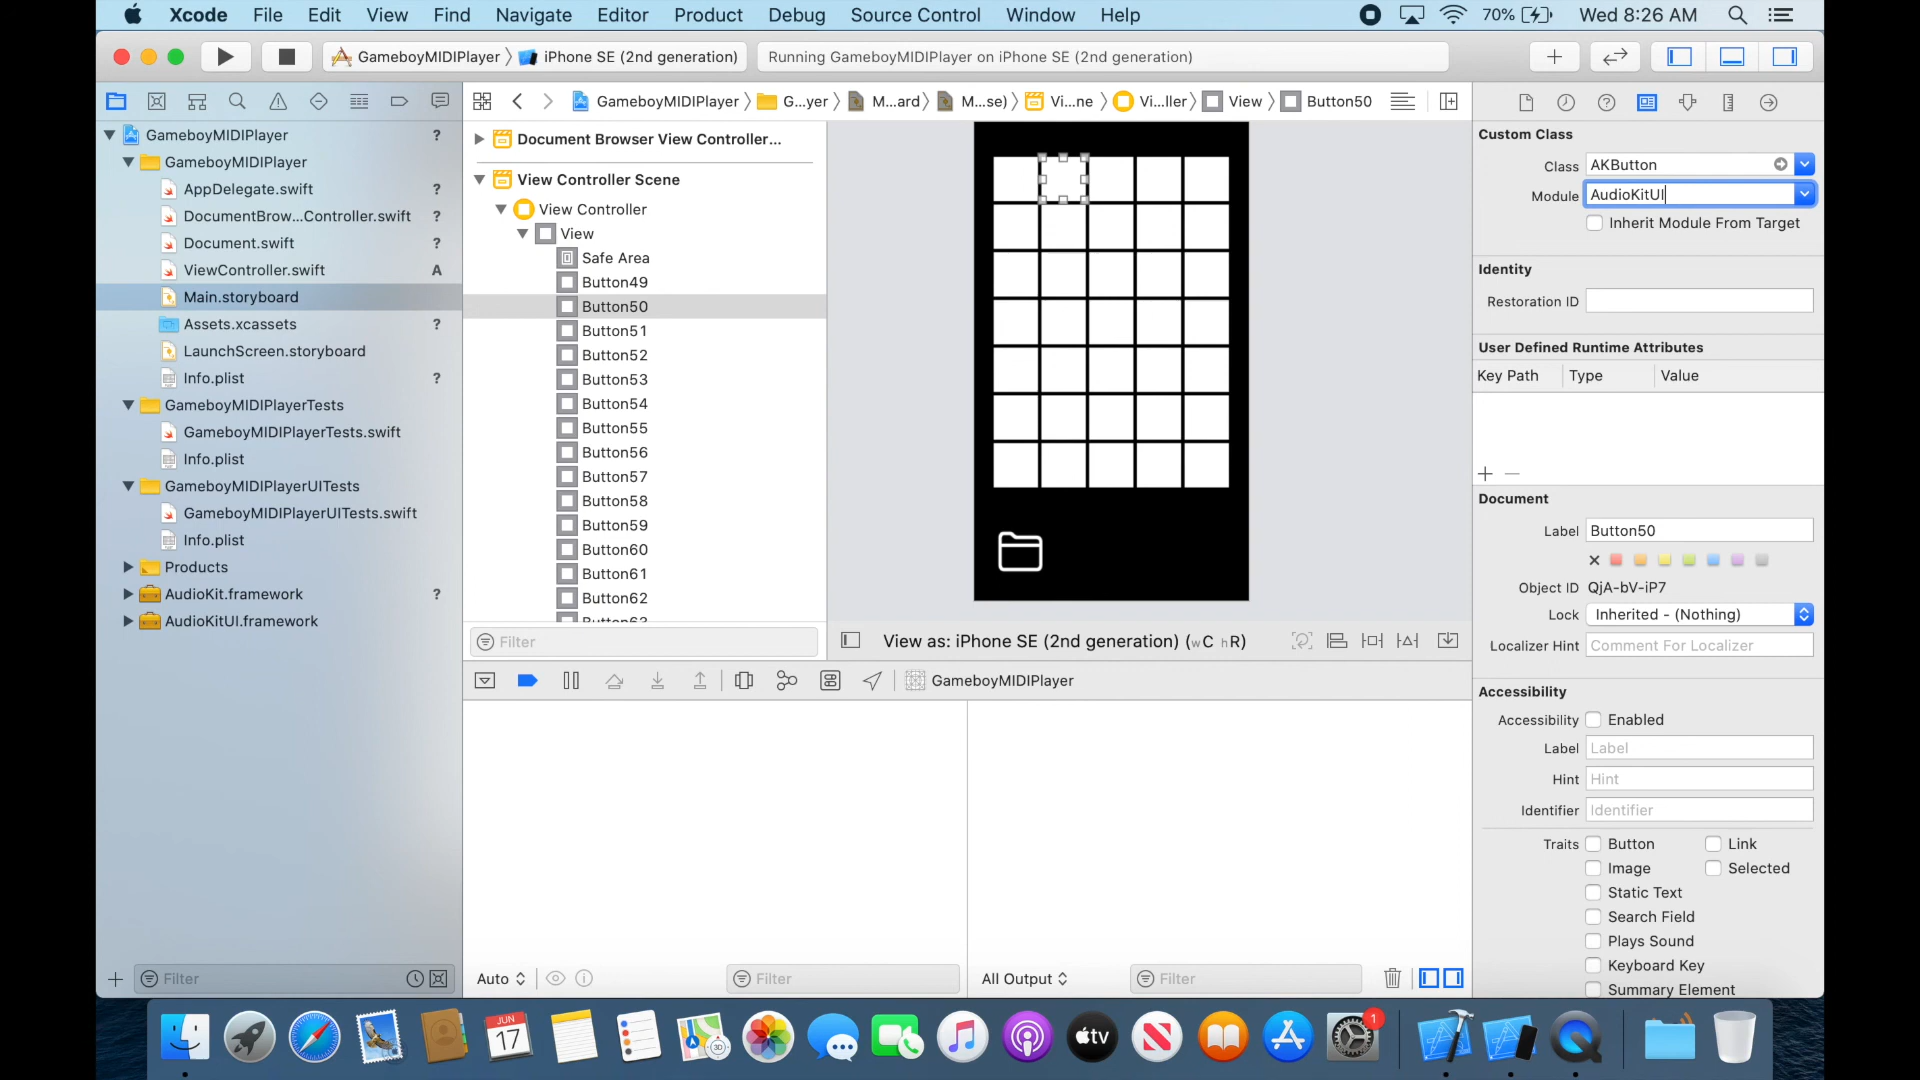 Xcode File Edit View Find Navigate Editor Product Debug Source Control Window Help 70% Wed 8:26 AM
GameboyMIDIPlayer iPhone SE (2nd generation) Running GameboyMIDIPlayer on iPhone SE (2nd generation)
GameboyMIDIPlayer G...yer M...ard M...se) Vi...ne Vi...ller View Button50
GameboyMIDIPlayer ?
GameboyMIDIPlayer
AppDelegate.swift ?
DocumentBrow...Controller.swift ?
Document.swift ?
ViewController.swift A
Main.storyboard
Assets.xcassets ?
LaunchScreen.storyboard
Info.plist ?
GameboyMIDIPlayerTests
GameboyMIDIPlayerTests.swift
Info.plist
GameboyMIDIPlayerUITests
GameboyMIDIPlayerUITests.swift
Info.plist
Products
AudioKit.framework ?
AudioKitUI.framework
Filter
Document Browser View Controller...
View Controller Scene
View Controller
View
Safe Area
Button49
Button50
Button51
Button52
Button53
Button54
Button55
Button56
Button57
Button58
Button59
Button60
Button61
Button62
Button63
Filter
View as: iPhone SE (2nd generation) (wC hR)
GameboyMIDIPlayer
Auto
Filter
All Output
Filter
Custom Class
Class AKButton
Module AudioKitUI
Inherit Module From Target
Identity
Restoration ID
User Defined Runtime Attributes
Key Path Type Value
Document
Label Button50
Object ID QjA-bV-iP7
Lock Inherited - (Nothing)
Localizer Hint Comment For Localizer
Accessibility
Accessibility Enabled
Label Label
Hint Hint
Identifier Identifier
Traits Button Link
Image Selected
Static Text
Search Field
Plays Sound
Keyboard Key
Summary Element
JUN
17
3D
tv
1